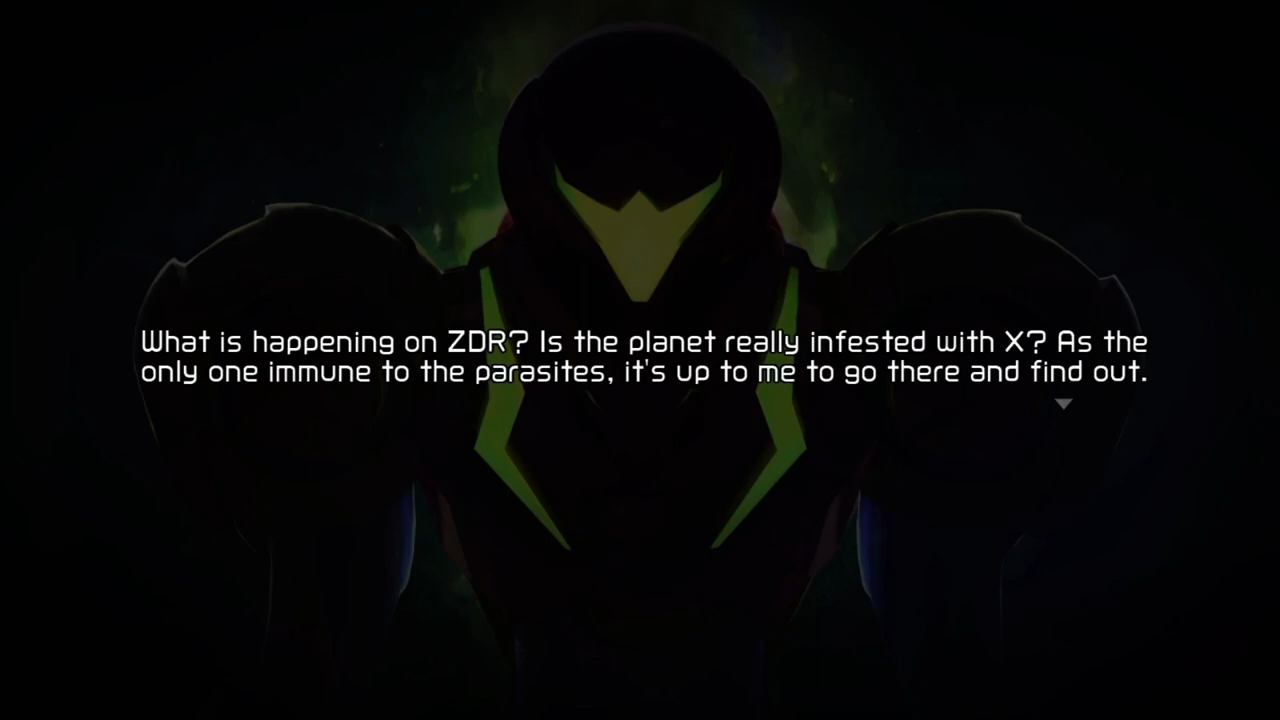 What is happening on ZDR? Is the planet really infested with X? As the
only one immune to the parasites, it's up to me to go there and find out.